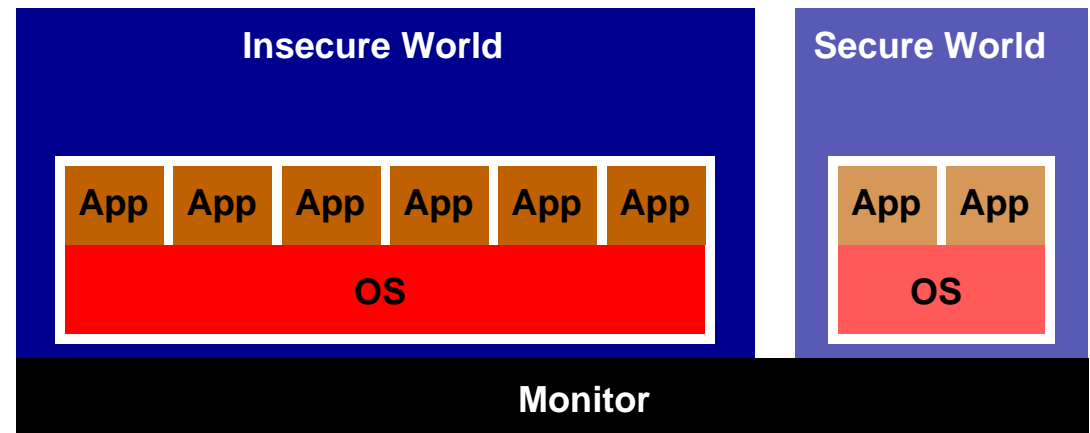 Insecure World
Secure World
App App App App App App
App App
OS
OS
Monitor